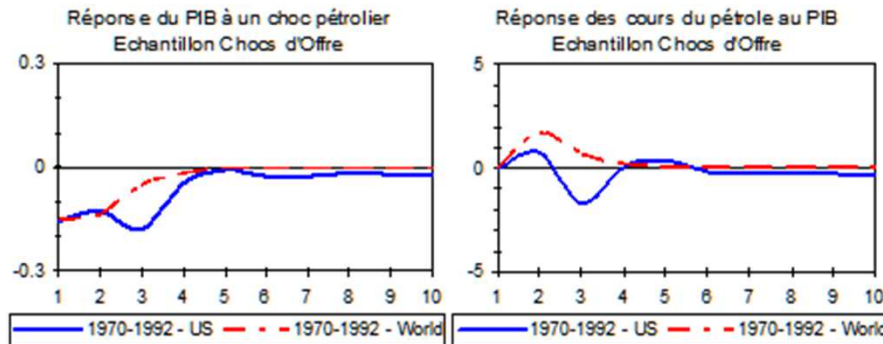 Réponse du PIB à un choc pétrolier
Echantillon Chocs d'Offre
0.3
0
-0.3
1 2 3 4 5 6 7 8 9 10
1970-1992 - US 1970-1992 - World
Réponse des cours du pétrole au PIB
Echantillon Chocs d'Offre
5
0
-5
1 2 3 4 5 6 7 8 9 10
1970-1992 - US 1970-1992 - World